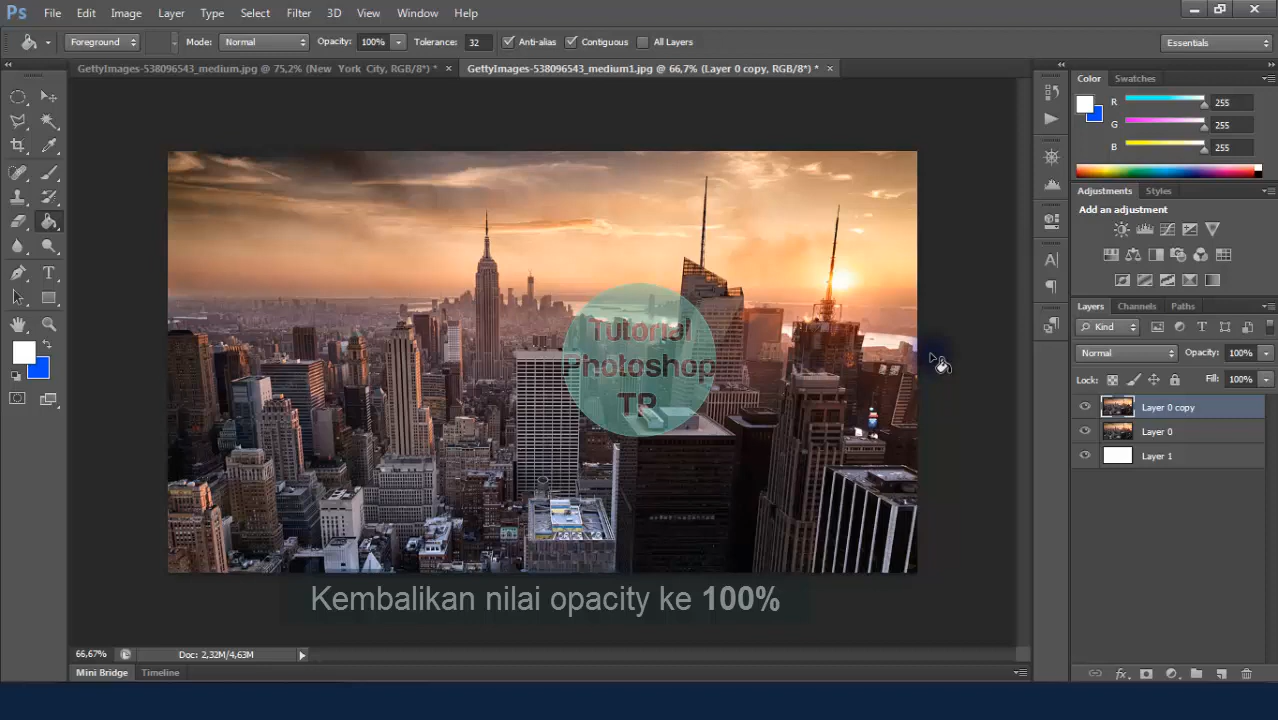 Ps File Edit Image Layer Type Select Filter 3D View Window Help
Foreground Mode: Normal Opacity: 100% Tolerance: 32 Anti-alias Contiguous All Layers Essentials
GettyImages-538096543_medium.jpg @ 75,2% (New York City, RGB/8*) * GettyImages-538096543_medium1.jpg @ 66,7% (Layer 0 copy, RGB/8*) *
Color Swatches
R 255
G 255
B 255
Adjustments Styles
Add an adjustment
Layers Channels Paths
Kind
Normal Opacity: 100%
Lock: Fill: 100%
Layer 0 copy
Layer 0
Layer 1
Tutorial
Photoshop
TR
Kembalikan nilai opacity ke 100%
66,67% Doc: 2,32M/4,63M
Mini Bridge Timeline